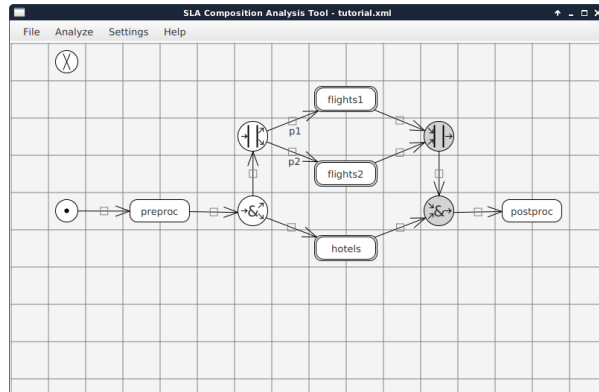 SLA Composition Analysis Tool - tutorial.xml
File Analyze Settings Help
flights1
p1
p2
flights2
preproc
&
&
postproc
hotels